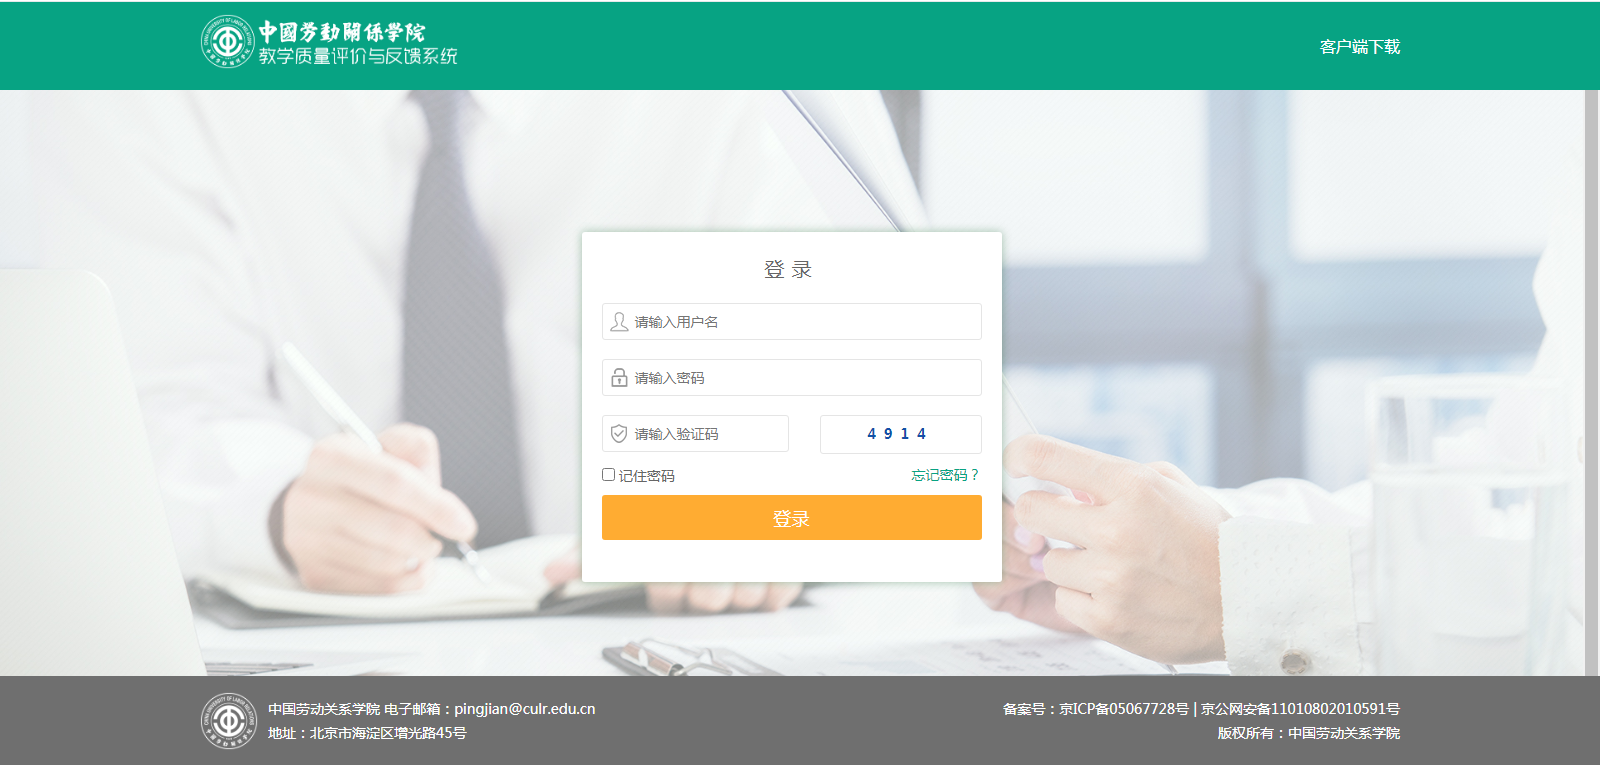 中國劳動關係学院
教学质量评价与反馈系统
客户端下载
登 录
请输入用户名
请输入密码
请输入验证码
4 9 1 4
记住密码
忘记密码？
登录
中国劳动关系学院 电子邮箱：pingjian@culr.edu.cn
地址：北京市海淀区增光路45号
备案号：京ICP备05067728号 | 京公网安备11010802010591号
版权所有：中国劳动关系学院